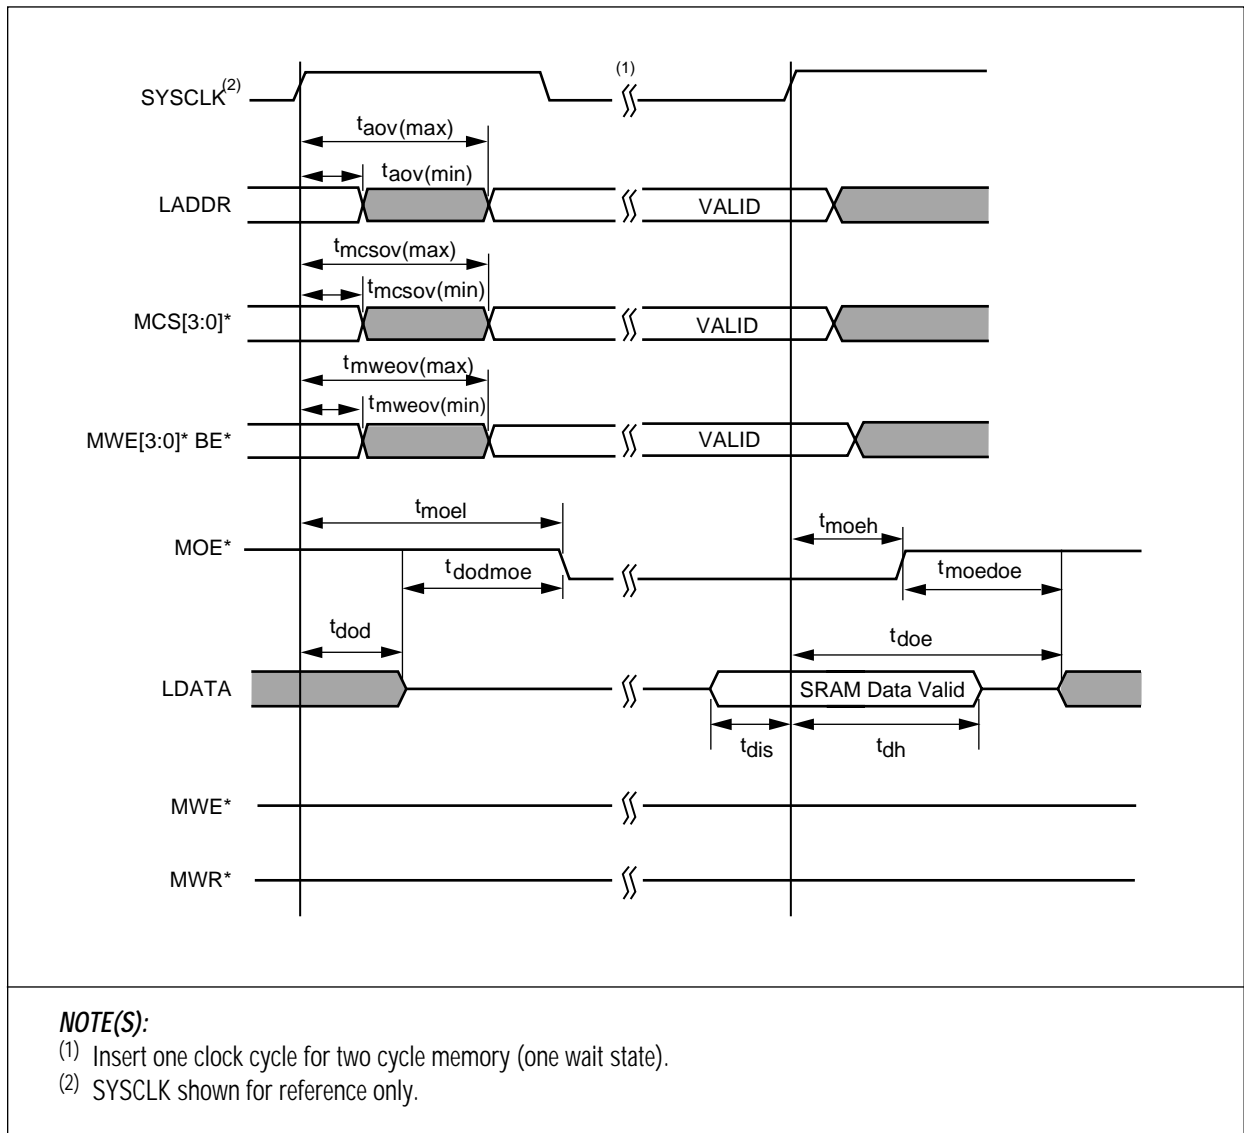 (1)
SYSCLK(2)
taov(max)
taov(min)
LADDR
VALID
tmcsov(max)
tmcsov(min)
MCS[3:0]*
VALID
tmweov(max)
tmweov(min)
MWE[3:0]* BE*
VALID
tmoel
tmoeh
MOE*
tdodmoe
tmoedoe
tdod
tdoe
LDATA
SRAM Data Valid
tdis
tdh
MWE*
MWR*
NOTE(S):
(1) Insert one clock cycle for two cycle memory (one wait state).
(2) SYSCLK shown for reference only.